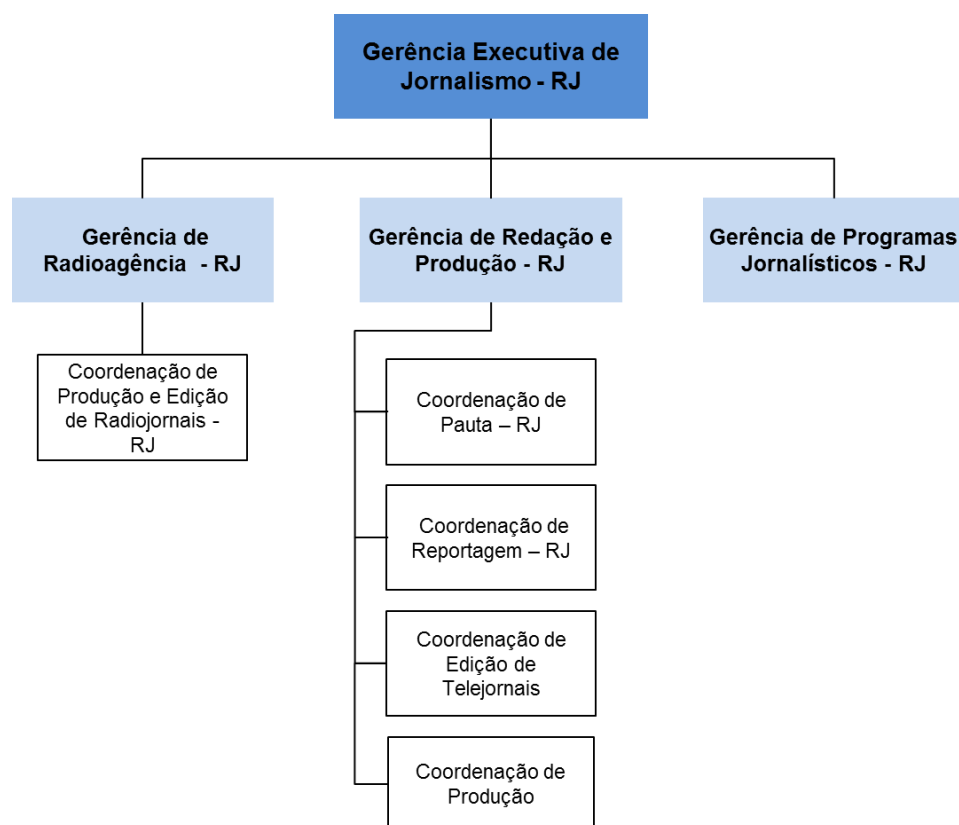 Gerência Executiva de
Jornalismo - RJ
Gerência de
Radioagência - RJ
Gerência de Redação e
Produção - RJ
Gerência de Programas
Jornalísticos - RJ
Coordenação de
Produção e Edição
de Radiojornais -
RJ
Coordenação de
Pauta – RJ
Coordenação de
Reportagem – RJ
Coordenação de
Edição de
Telejornais
Coordenação de
Produção